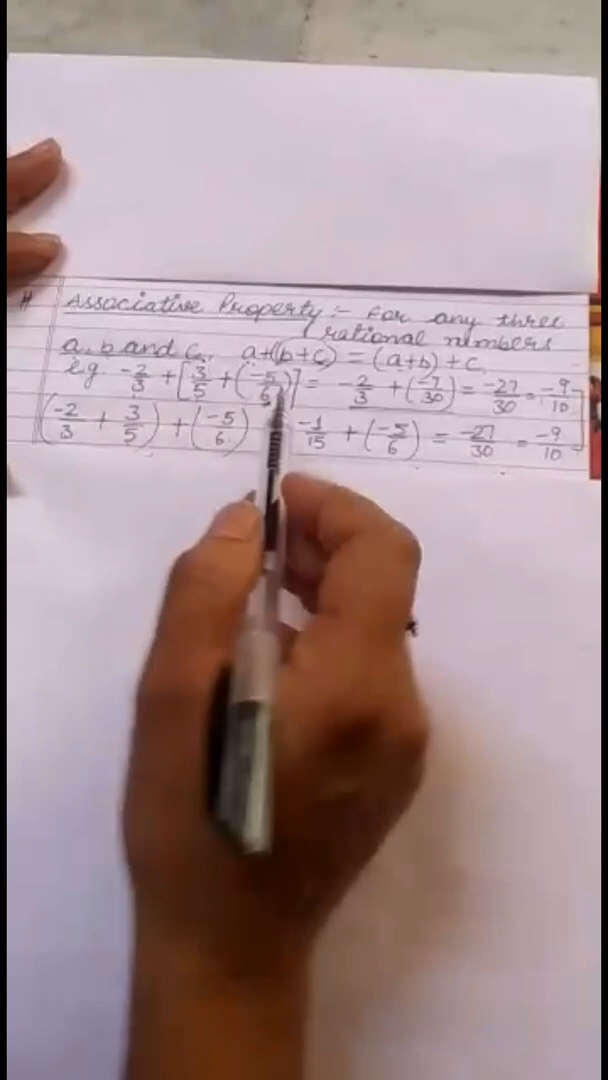 # Associative Property :- For any three
rational numbers
a, b and c, a+(b+c) = (a+b)+c.
eg -2/3 + [3/5 + (-5/6)] = -2/3 + (-7/30) = -27/30 = -9/10
(-2/3 + 3/5) + (-5/6) -1/15 + (-5/6) = -27/30 = -9/10